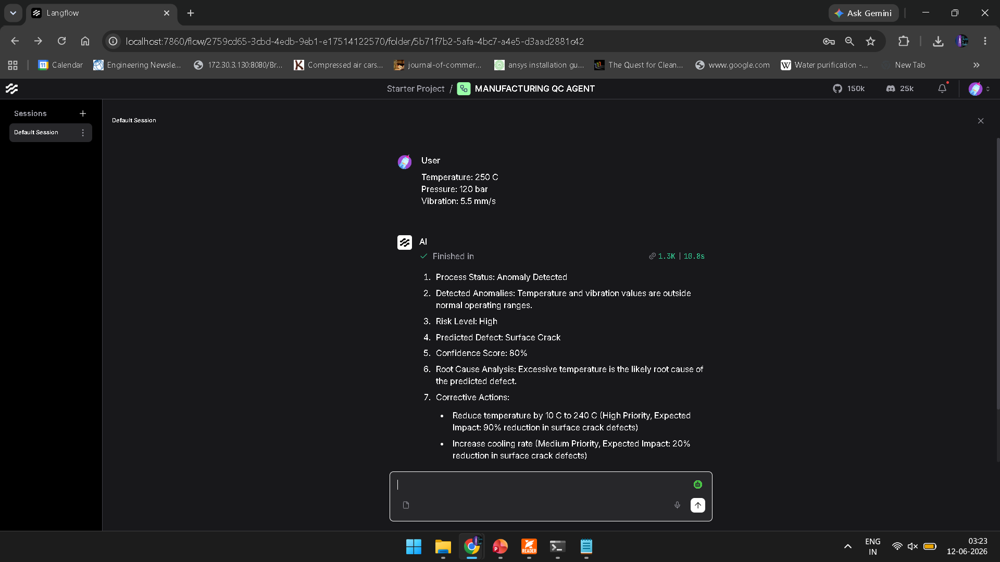 Langflow
Ask Gemini
localhost:7860/flow/2759cd65-3cbd-4edb-9eb1-e17514122570/folder/5b71f7b2-5afa-4bc7-a4e5-d3aad2881c42
Calendar
Engineering Newsle...
172.30.3.130:8080/Br...
Compressed air cars...
journal-of-commer...
ansys installation gu...
The Quest for Clean...
www.google.com
Water purification -...
New Tab
Starter Project / MANUFACTURING QC AGENT
150k
25k
Sessions
Default Session
Default Session
User
Temperature: 250 C
Pressure: 120 bar
Vibration: 5.5 mm/s
AI
Finished in
1.3K | 10.8s
1. Process Status: Anomaly Detected
2. Detected Anomalies: Temperature and vibration values are outside
normal operating ranges.
3. Risk Level: High
4. Predicted Defect: Surface Crack
5. Confidence Score: 80%
6. Root Cause Analysis: Excessive temperature is the likely root cause of
the predicted defect.
7. Corrective Actions:
• Reduce temperature by 10 C to 240 C (High Priority, Expected
Impact: 90% reduction in surface crack defects)
• Increase cooling rate (Medium Priority, Expected Impact: 20%
reduction in surface crack defects)
READER
ENG
IN
03:23
12-06-2026